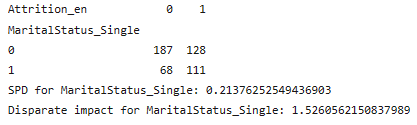 Attrition_en 0 1
MaritalStatus_Single
0 187 128
1 68 111
SPD for MaritalStatus_Single: 0.21376252549436903
Disparate impact for MaritalStatus_Single: 1.5260562150837989